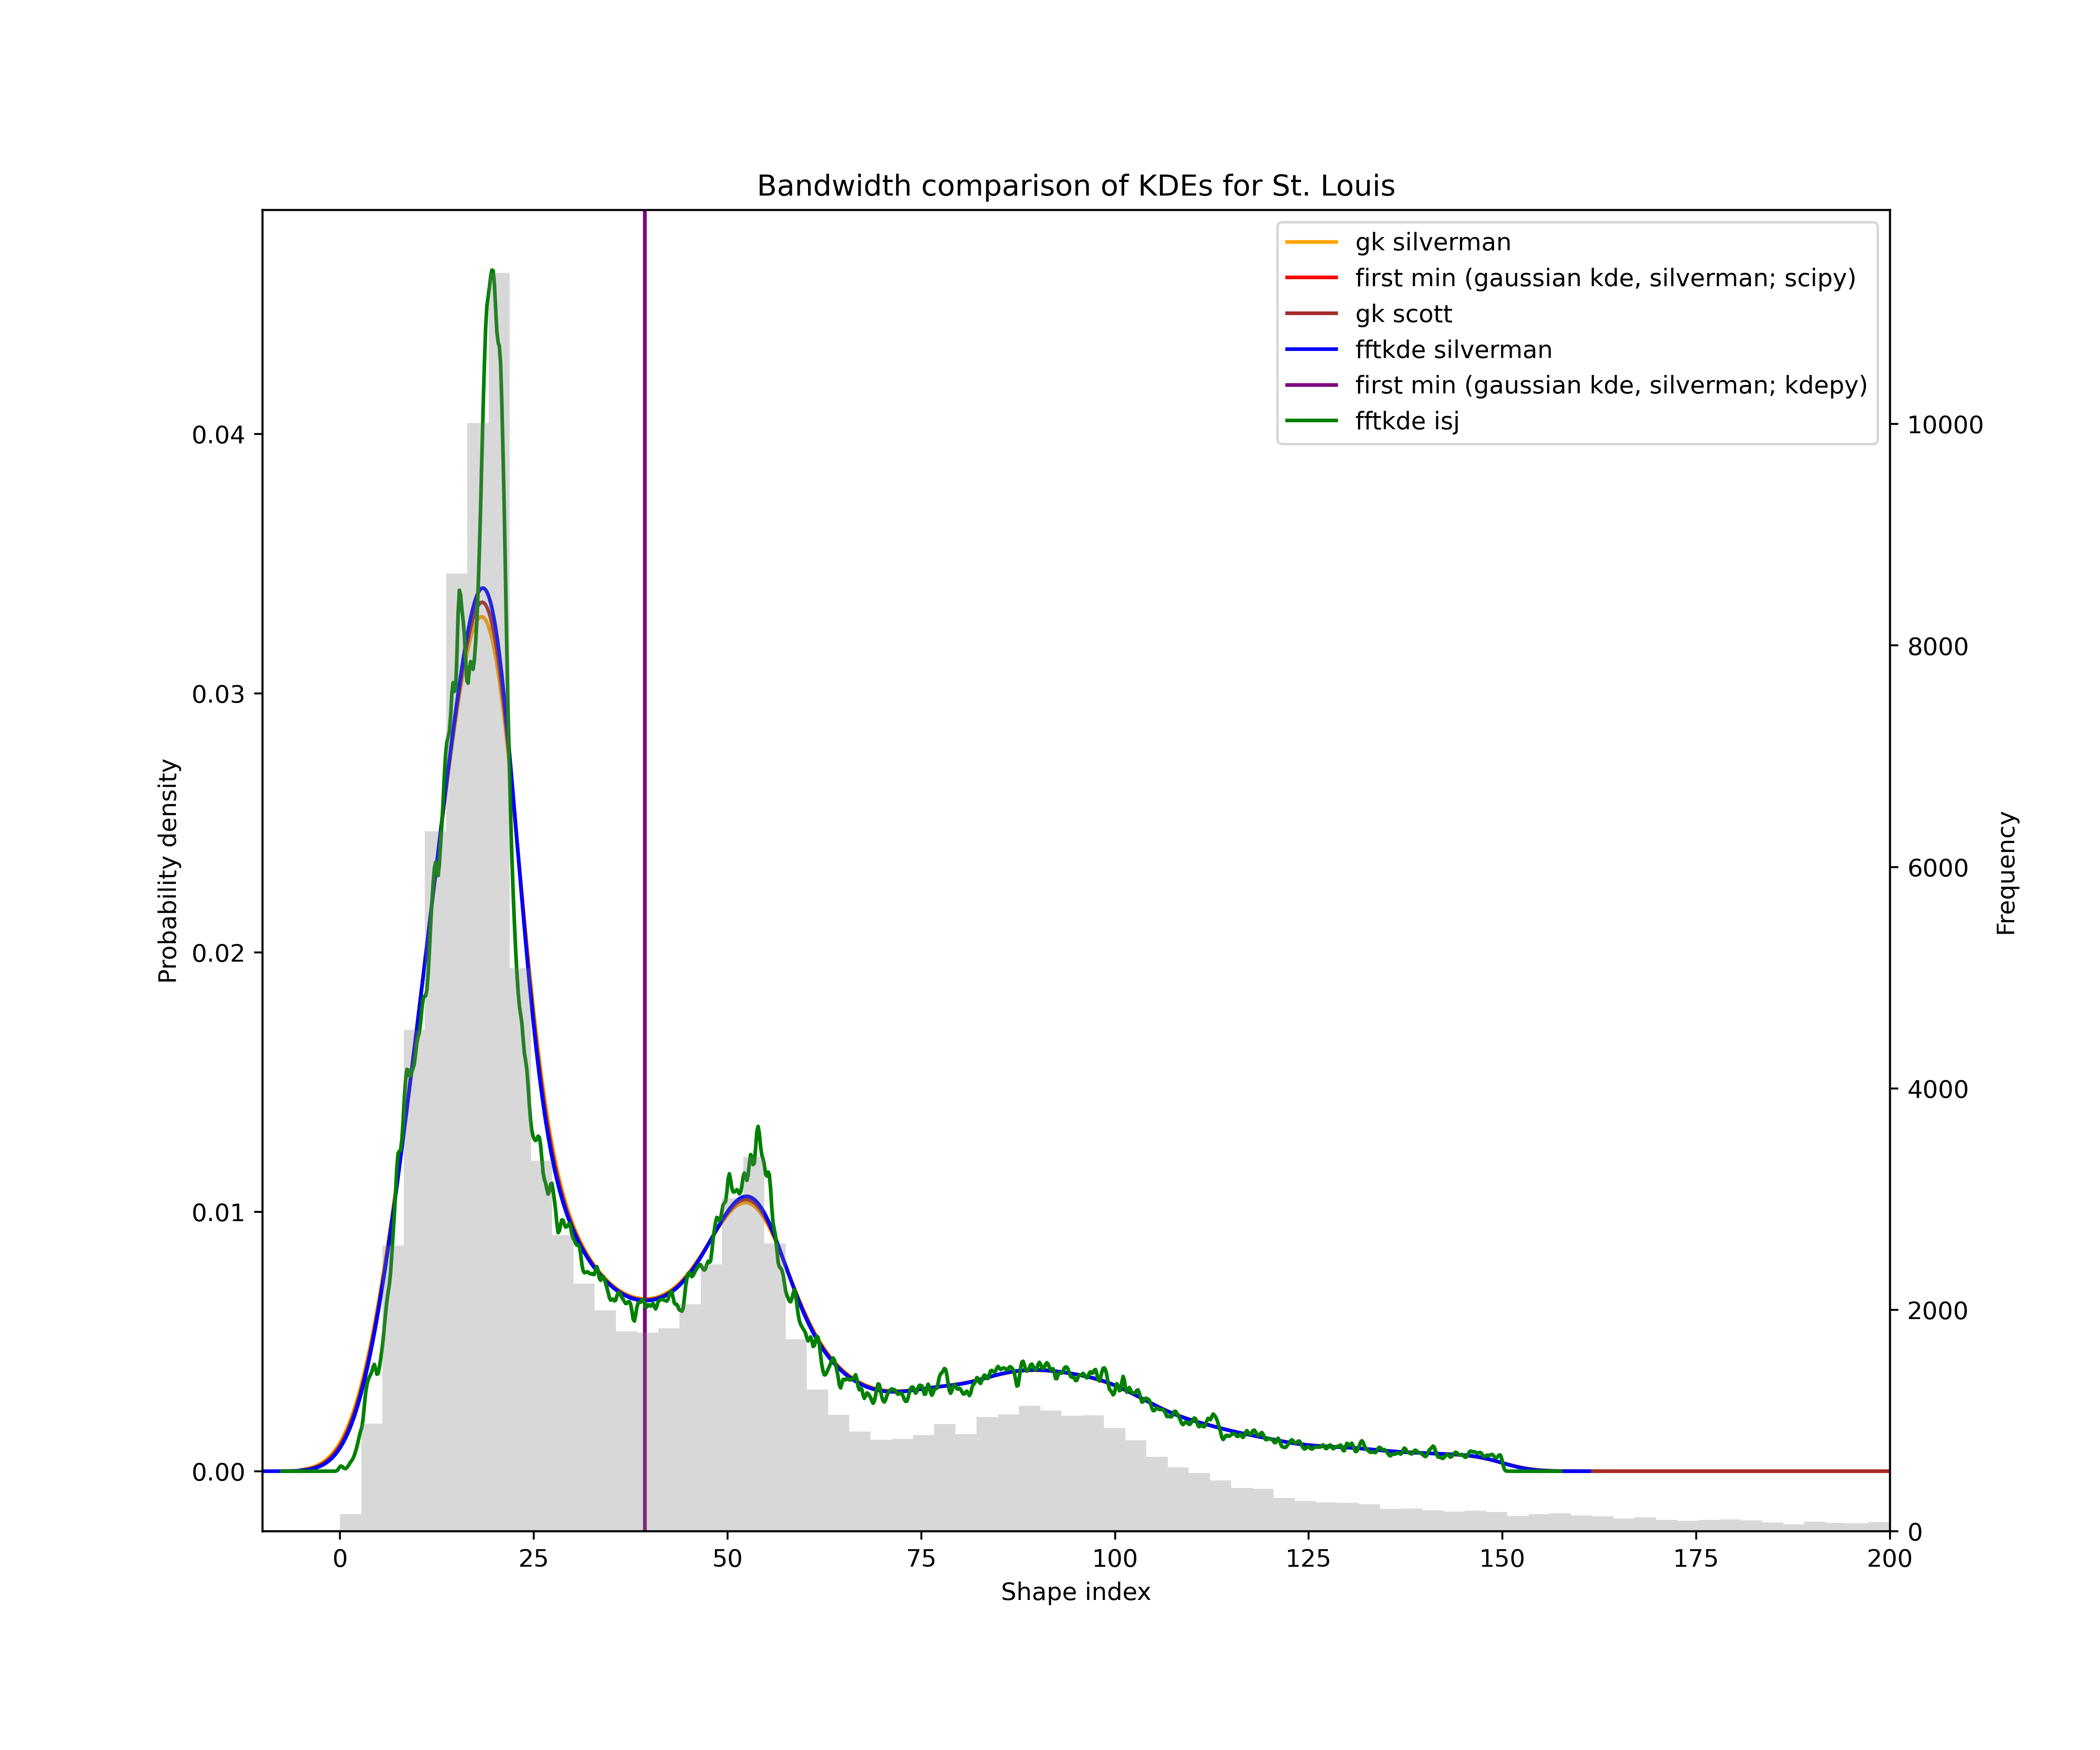 Bandwidth comparison of KDEs for St. Louis
gk silverman
first min (gaussian kde, silverman; scipy)
gk scott
fftkde silverman
first min (gaussian kde, silverman; kdepy)
fftkde isj
0.04
0.03
0.02
0.01
0.00
Probability density
10000
8000
6000
4000
2000
0
Frequency
0 25 50 75 100 125 150 175 200
Shape index